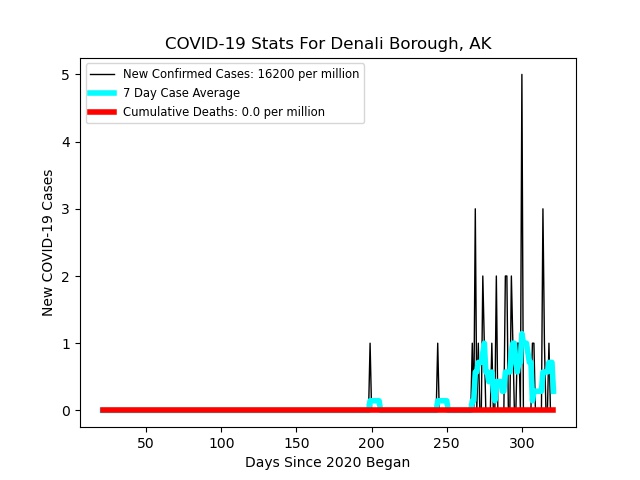 COVID-19 Stats For Denali Borough, AK
New Confirmed Cases: 16200 per million
7 Day Case Average
Cumulative Deaths: 0.0 per million
New COVID-19 Cases
5
4
3
2
1
0
50 100 150 200 250 300
Days Since 2020 Began